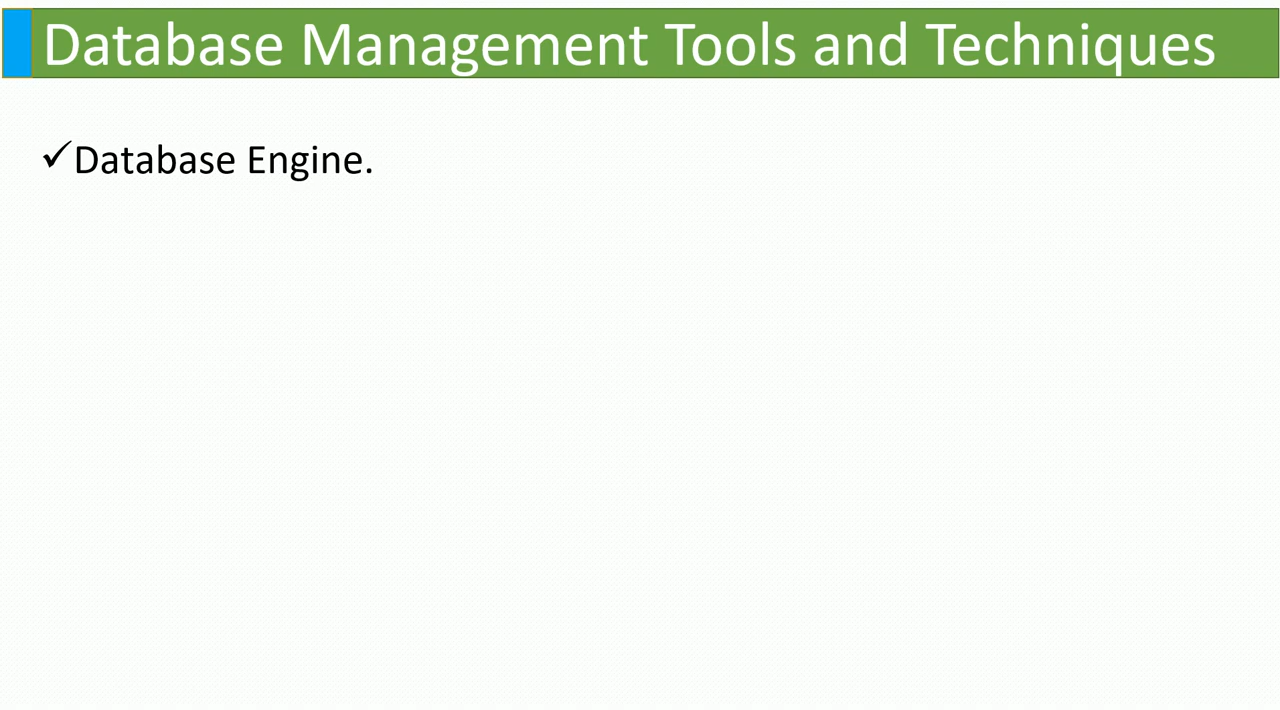 Database Management Tools and Techniques
✓Database Engine.